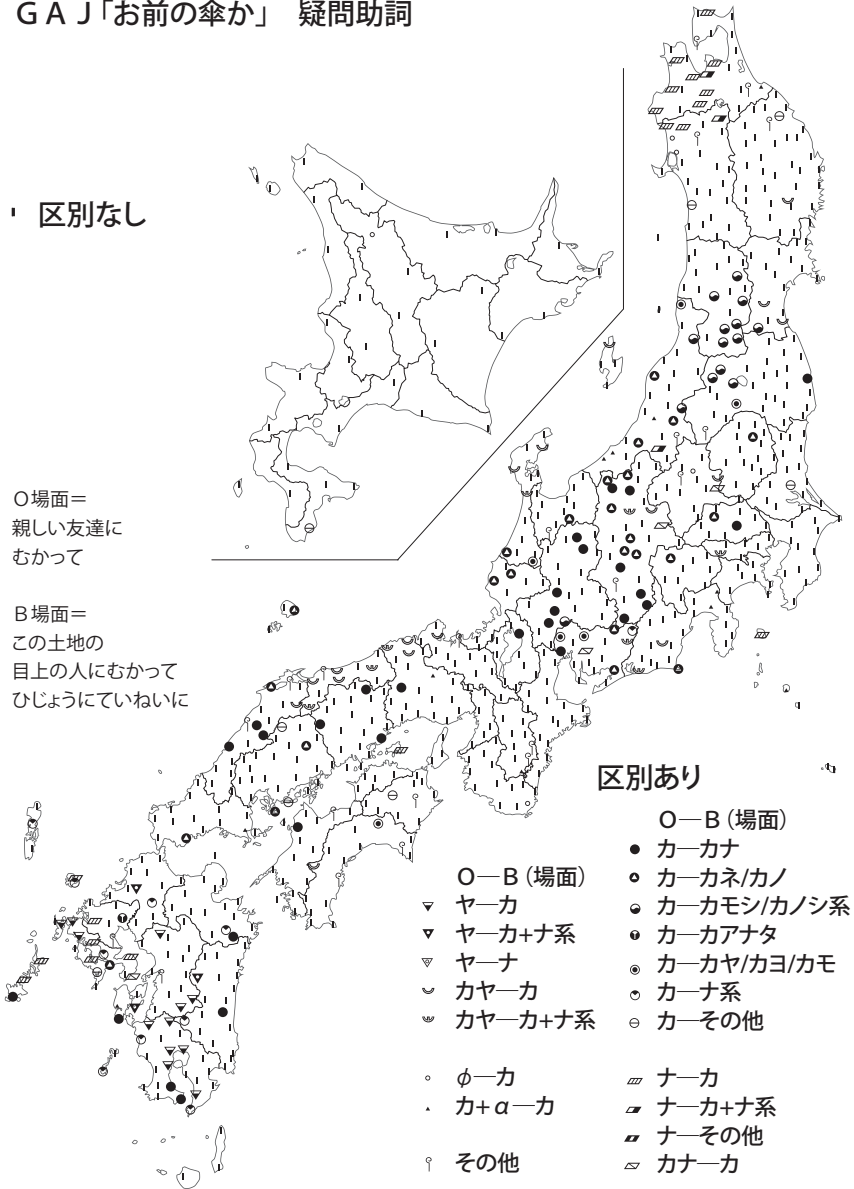 ＧＡＪ「お前の傘か」 疑問助詞
区別なし
Ｏ場面＝
親しい友達に
むかって
Ｂ場面＝
この土地の
目上の人にむかって
ひじょうにていねいに
区別あり
Ｏ―Ｂ（場面）
ヤ―カ
ヤ―カ+ナ系
ヤ―ナ
カヤ―カ
カヤ―カ+ナ系
φ―カ
カ+α―カ
その他
Ｏ―Ｂ（場面）
カ―カナ
カ―カネ/カノ
カ―カモシ/カノシ系
カ―カアナタ
カ―カヤ/カヨ/カモ
カ―ナ系
カ―その他
ナ―カ
ナ―カ+ナ系
ナ―その他
カナ―カ